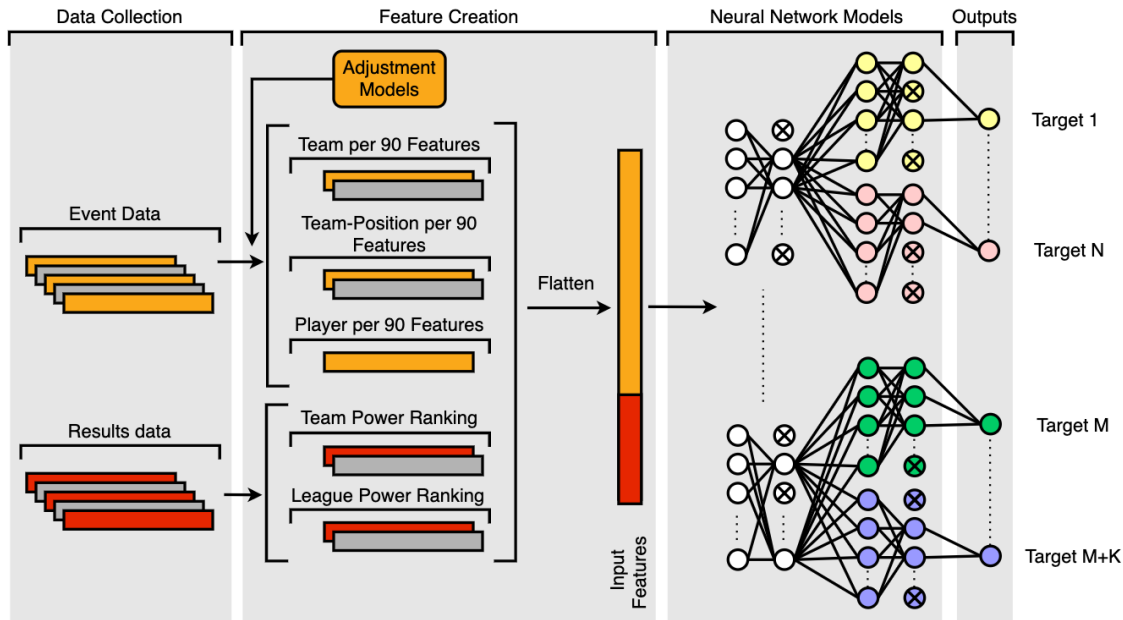 Data Collection
Feature Creation
Neural Network Models
Outputs
Adjustment
Models
Team per 90 Features
Event Data
Team-Position per 90
Features
Player per 90 Features
Flatten
Results data
Team Power Ranking
League Power Ranking
Input
Features
Target 1
Target N
Target M
Target M+K